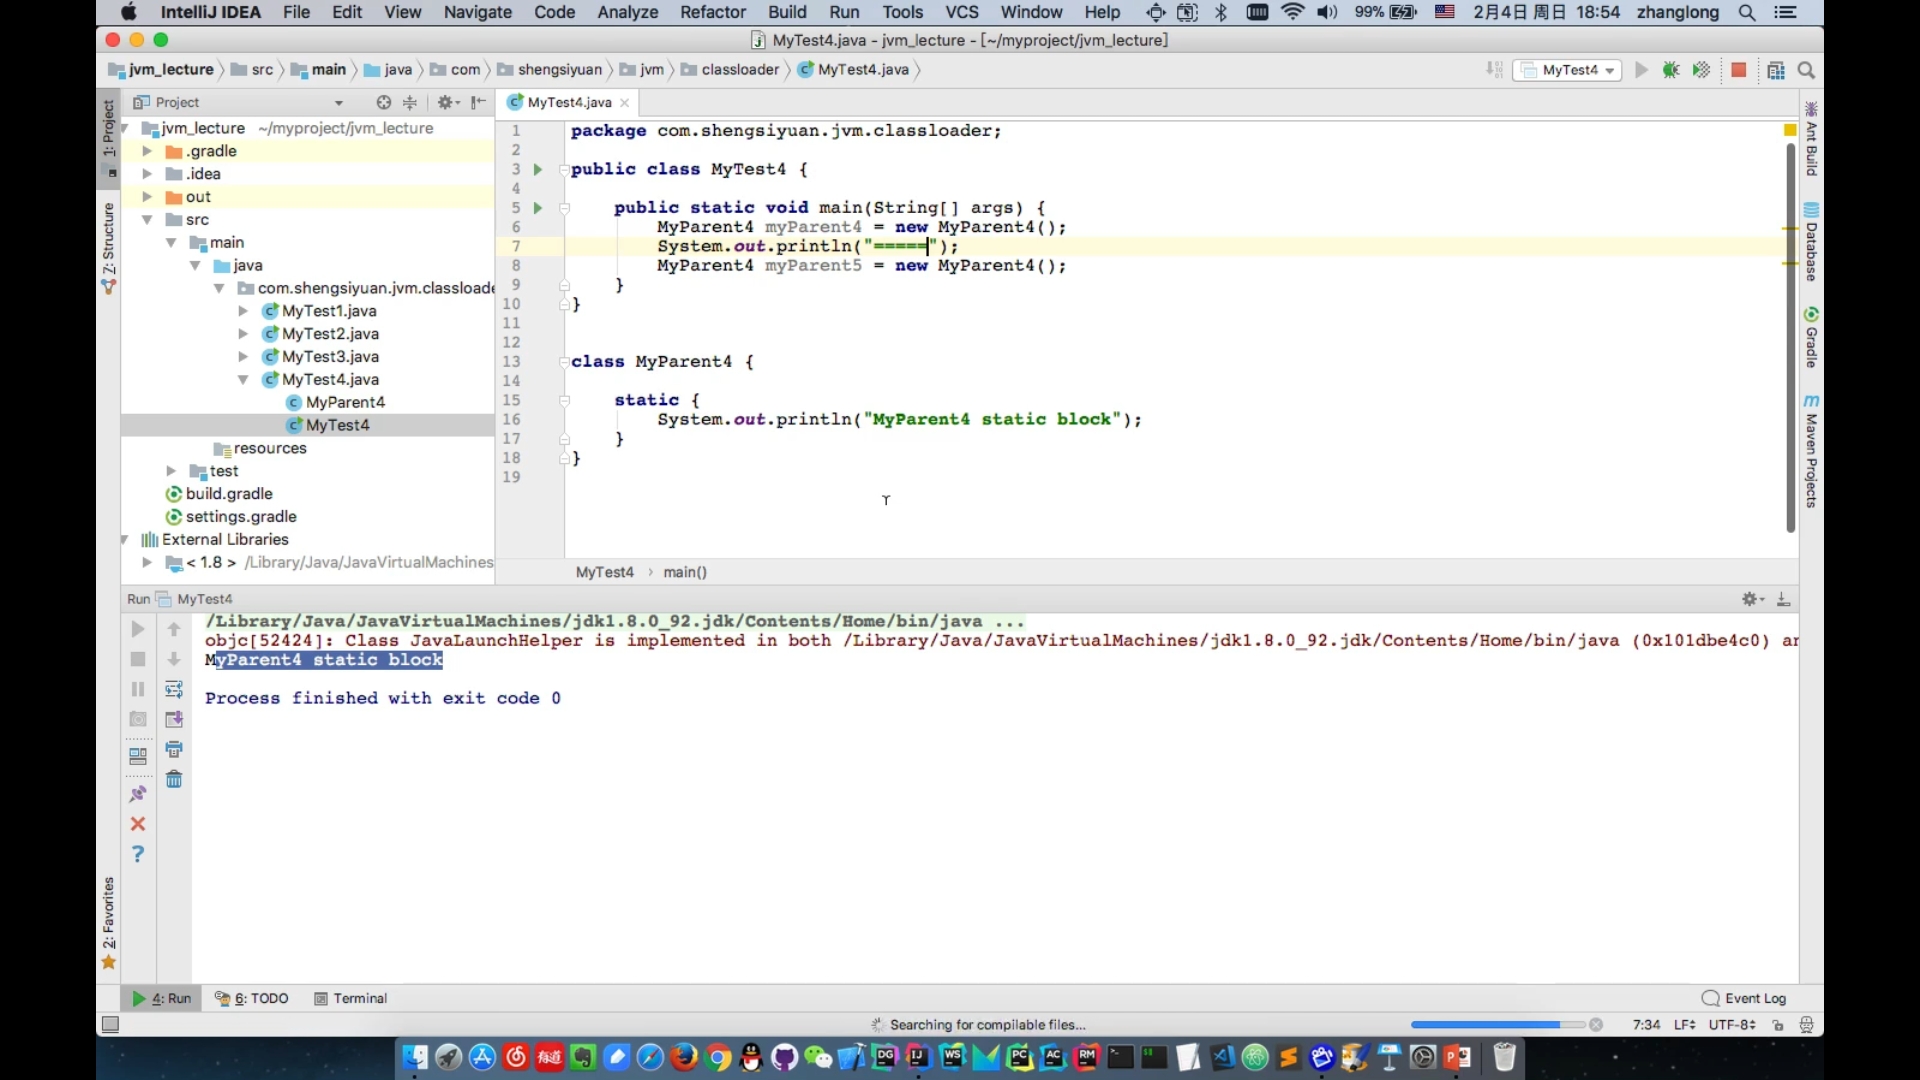 IntelliJ IDEA File Edit View Navigate Code Analyze Refactor Build Run Tools VCS Window Help 99% 2月4日 周日 18:54 zhanglong
MyTest4.java - jvm_lecture - [~/myproject/jvm_lecture]
jvm_lecture src main java com shengsiyuan jvm classloader MyTest4.java MyTest4
1: Project
Z: Structure
2: Favorites
Project
jvm_lecture ~/myproject/jvm_lecture
.gradle
.idea
out
src
main
java
com.shengsiyuan.jvm.classloade
MyTest1.java
MyTest2.java
MyTest3.java
MyTest4.java
MyParent4
MyTest4
resources
test
build.gradle
settings.gradle
External Libraries
< 1.8 > /Library/Java/JavaVirtualMachines
MyTest4.java
1 package com.shengsiyuan.jvm.classloader;
2
3 public class MyTest4 {
4
5 public static void main(String[] args) {
6 MyParent4 myParent4 = new MyParent4();
7 System.out.println("=====");
8 MyParent4 myParent5 = new MyParent4();
9 }
10 }
11
12
13 class MyParent4 {
14
15 static {
16 System.out.println("MyParent4 static block");
17 }
18 }
19
MyTest4 › main()
Ant Build
Database
Gradle
Maven Projects
Run MyTest4
/Library/Java/JavaVirtualMachines/jdk1.8.0_92.jdk/Contents/Home/bin/java ...
objc[52424]: Class JavaLaunchHelper is implemented in both /Library/Java/JavaVirtualMachines/jdk1.8.0_92.jdk/Contents/Home/bin/java (0x101dbe4c0) an
MyParent4 static block
Process finished with exit code 0
4: Run 6: TODO Terminal Event Log
Searching for compilable files... 7:34 LF UTF-8
有道 DG IJ WS PC AC RM